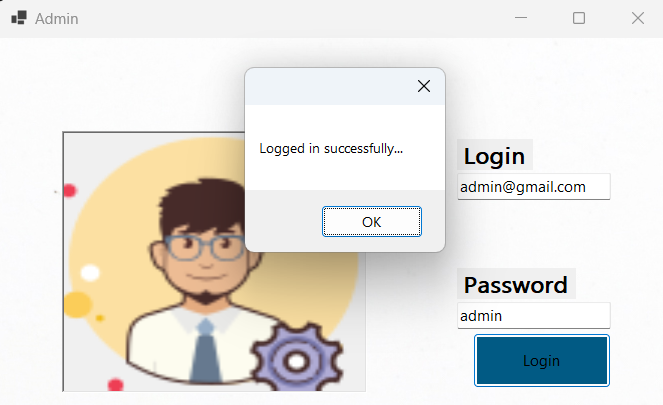 Admin
Logged in successfully...
OK
Login
admin@gmail.com
Password
admin
Login